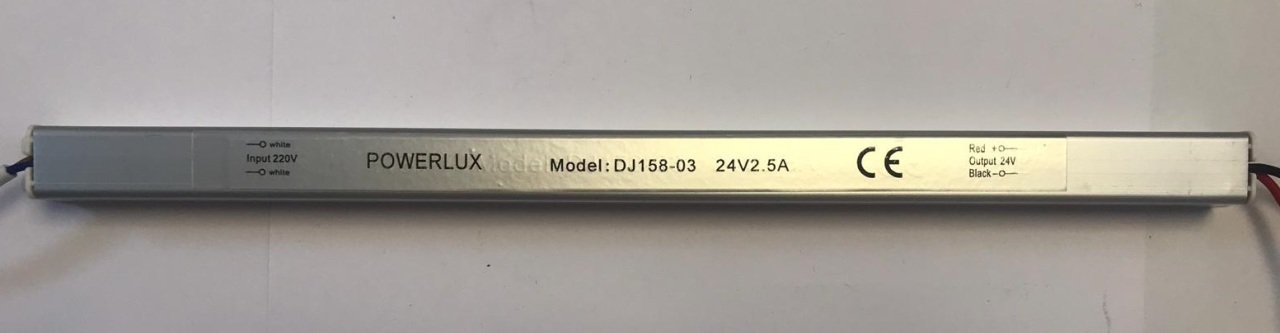 white
Input 220V
white
POWERLUX
Model:DJ158-03 24V2.5A
CE
Red +
Output 24V
Black-